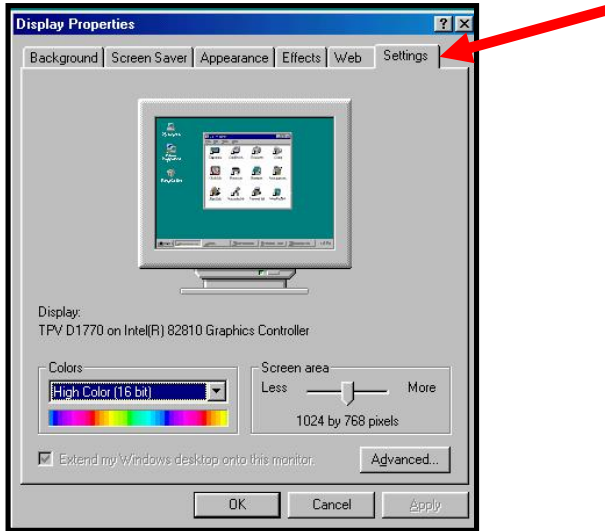 Display Properties
Background Screen Saver Appearance Effects Web Settings
Display:
TPV D1770 on Intel(R) 82810 Graphics Controller
Colors
High Color (16 bit)
Screen area
Less More
1024 by 768 pixels
Extend my Windows desktop onto this monitor.
Advanced...
OK Cancel Apply